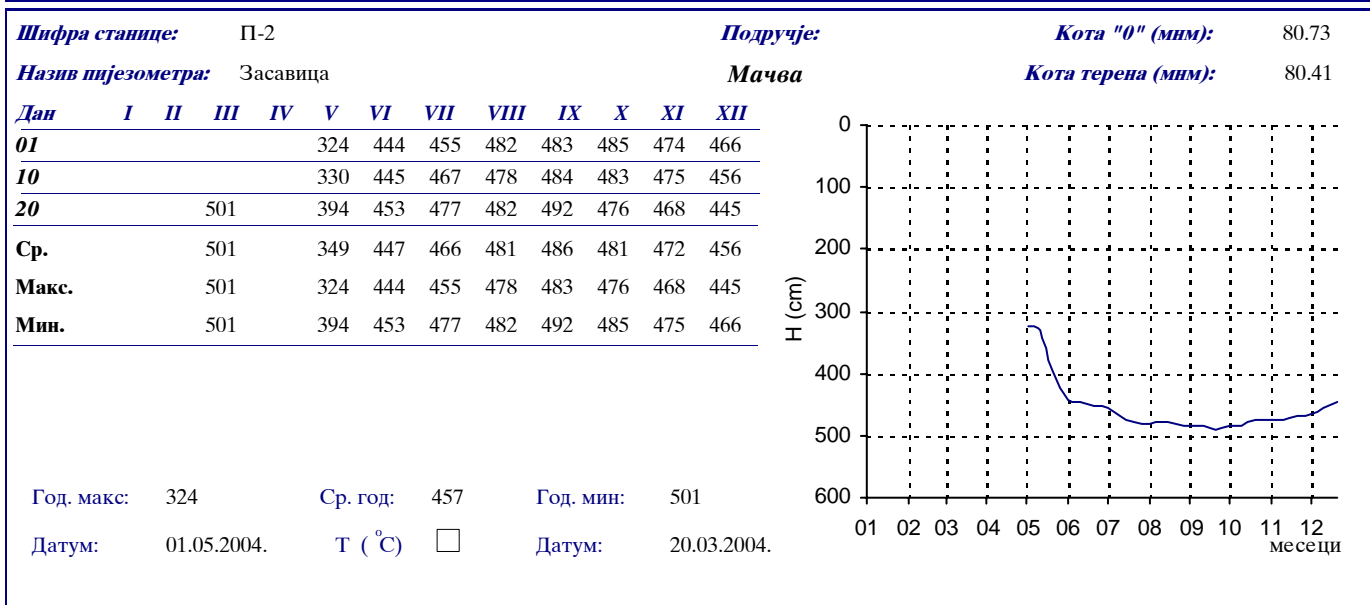 Шифра станице: П-2 Подручје: Кота "0" (мнм): 80.73
Назив пијезометра: Засавица Мачва Кота терена (мнм): 80.41
Дан I II III IV V VI VII VIII IX X XI XII
01 324 444 455 482 483 485 474 466
10 330 445 467 478 484 483 475 456
20 501 394 453 477 482 492 476 468 445
Ср. 501 349 447 466 481 486 481 472 456
Макс. 501 324 444 455 478 483 476 468 445
Мин. 501 394 453 477 482 492 485 475 466
0
100
200
300
400
500
600
H (cm)
01 02 03 04 05 06 07 08 09 10 11 12
месеци
Год. макс: 324 Ср. год: 457 Год. мин: 501
Датум: 01.05.2004. Т (°C) Датум: 20.03.2004.